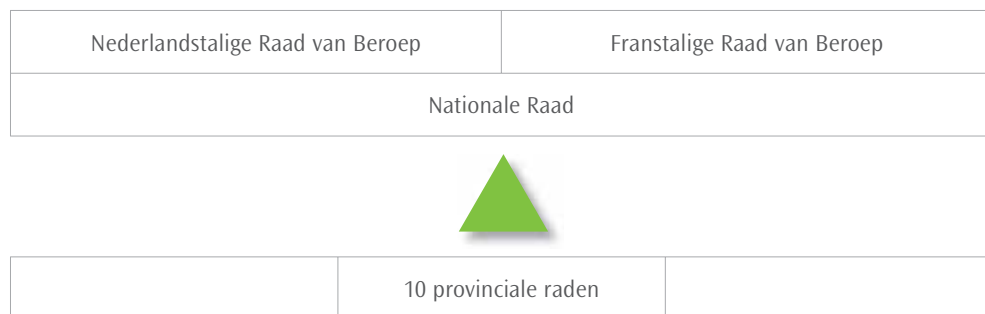 Nederlandstalige Raad van Beroep
Franstalige Raad van Beroep
Nationale Raad
10 provinciale raden